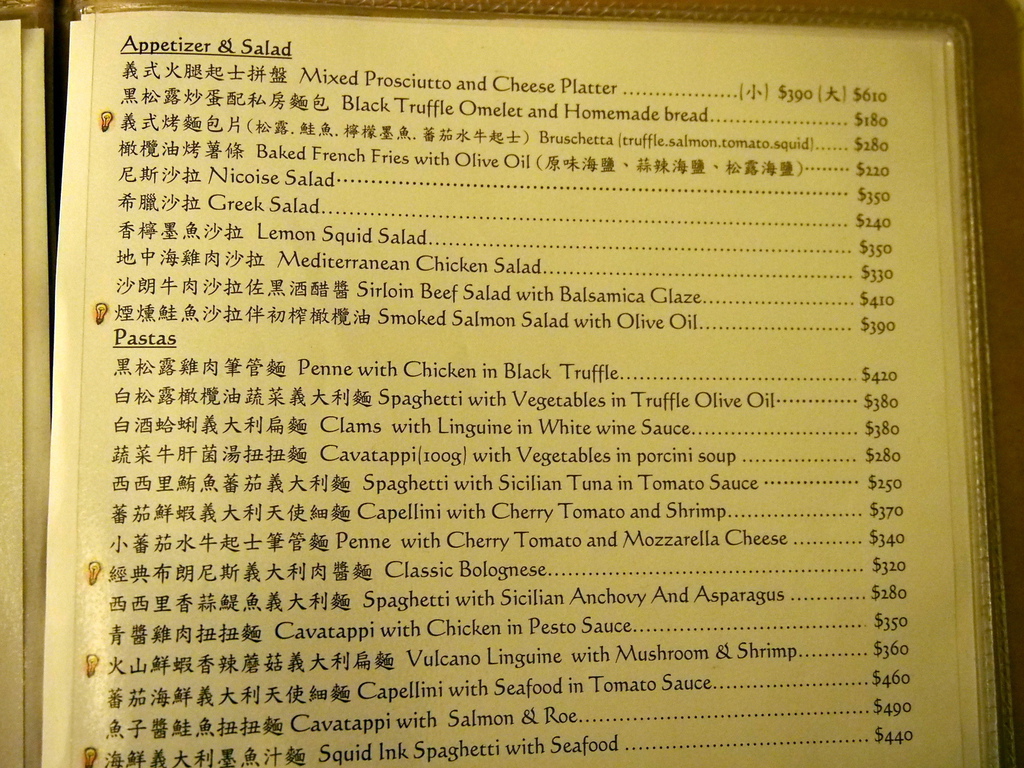 Appetizer & Salad
義式火腿起士拼盤 Mixed Prosciutto and Cheese Platter ..................(小) $390 (大) $610
黑松露炒蛋配私房麵包 Black Truffle Omelet and Homemade bread...................... $180
義式烤麵包片(松露.鮭魚.檸檬墨魚.蕃茄水牛起士) Bruschetta (truffle.salmon.tomato.squid)...... $280
橄欖油烤薯條 Baked French Fries with Olive Oil (原味海鹽、蒜辣海鹽、松露海鹽)········ $220
尼斯沙拉 Nicoise Salad·················································· $350
希臘沙拉 Greek Salad.................................................. $240
香檸墨魚沙拉 Lemon Squid Salad.................................................. $350
地中海雞肉沙拉 Mediterranean Chicken Salad........................................ $330
沙朗牛肉沙拉佐黑酒醋醬 Sirloin Beef Salad with Balsamica Glaze...................... $410
煙燻鮭魚沙拉伴初榨橄欖油 Smoked Salmon Salad with Olive Oil...................... $390
Pastas
黑松露雞肉筆管麵 Penne with Chicken in Black Truffle.................................. $420
白松露橄欖油蔬菜義大利麵 Spaghetti with Vegetables in Truffle Olive Oil············ $380
白酒蛤蜊義大利扁麵 Clams with Linguine in White wine Sauce........................ $380
蔬菜牛肝菌湯扭扭麵 Cavatappi(100g) with Vegetables in porcini soup ................ $280
西西里鮪魚蕃茄義大利麵 Spaghetti with Sicilian Tuna in Tomato Sauce ·············· $250
蕃茄鮮蝦義大利天使細麵 Capellini with Cherry Tomato and Shrimp.................... $370
小蕃茄水牛起士筆管麵 Penne with Cherry Tomato and Mozzarella Cheese .......... $340
經典布朗尼斯義大利肉醬麵 Classic Bolognese.............................................. $320
西西里香蒜鯷魚義大利麵 Spaghetti with Sicilian Anchovy And Asparagus ........... $280
青醬雞肉扭扭麵 Cavatappi with Chicken in Pesto Sauce.................................. $350
火山鮮蝦香辣蘑菇義大利扁麵 Vulcano Linguine with Mushroom & Shrimp.......... $360
蕃茄海鮮義大利天使細麵 Capellini with Seafood in Tomato Sauce...................... $460
魚子醬鮭魚扭扭麵 Cavatappi with Salmon & Roe........................................ $490
海鮮義大利墨魚汁麵 Squid Ink Spaghetti with Seafood .................................. $440